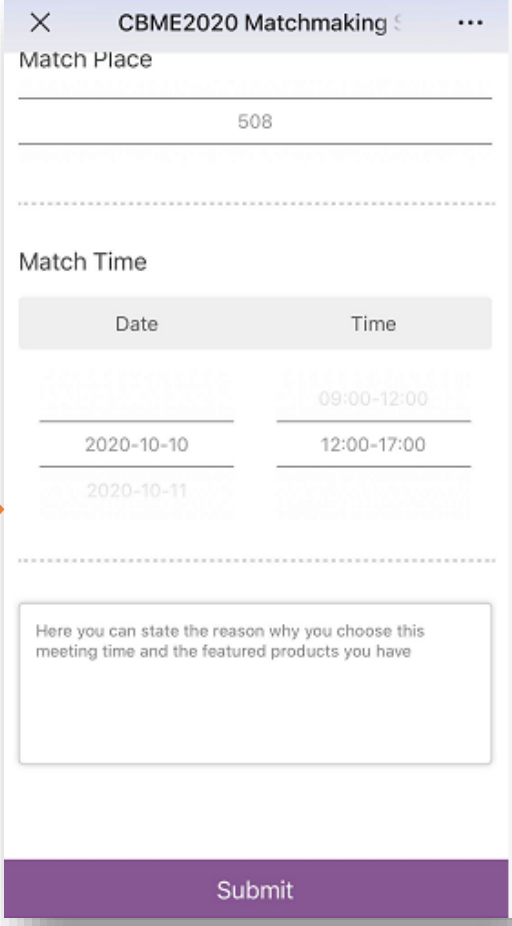 CBME2020 Matchmaking
Match Place
508
Match Time
Date Time
09:00-12:00
2020-10-10 12:00-17:00
2020-10-11
Here you can state the reason why you choose this
meeting time and the featured products you have
Submit